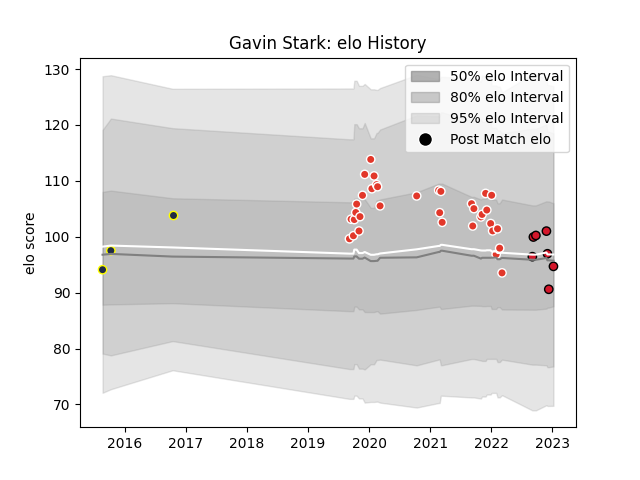 Gavin Stark: elo History
130
120
110
100
90
80
70
elo score
50% elo Interval
80% elo Interval
95% elo Interval
Post Match elo
2016
2017
2018
2019
2020
2021
2022
2023